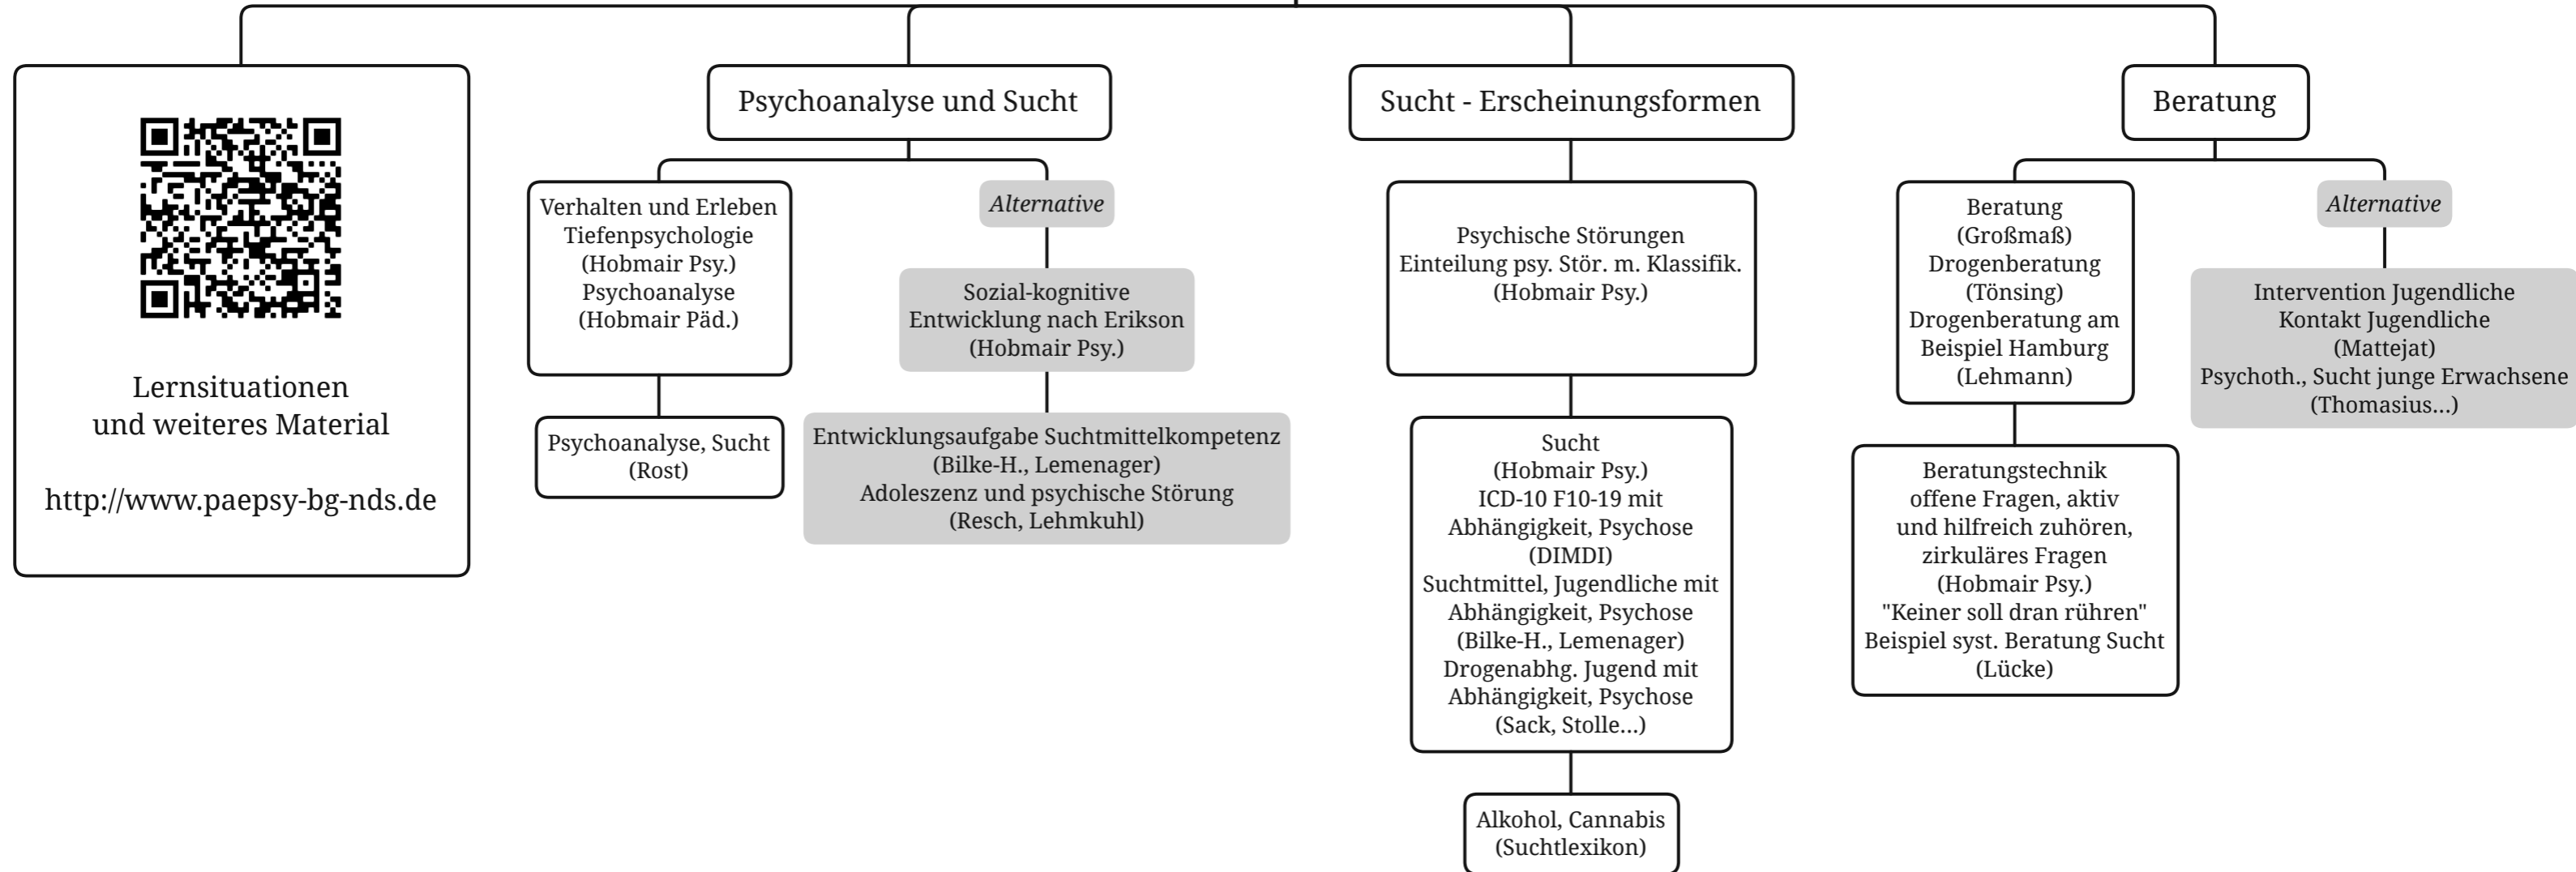 Lernsituationen
und weiteres Material
http://www.paepsy-bg-nds.de
Psychoanalyse und Sucht
Verhalten und Erleben
Tiefenpsychologie
(Hobmair Psy.)
Psychoanalyse
(Hobmair Päd.)
Psychoanalyse, Sucht
(Rost)
Alternative
Sozial-kognitive
Entwicklung nach Erikson
(Hobmair Psy.)
Entwicklungsaufgabe Suchtmittelkompetenz
(Bilke-H., Lemenager)
Adoleszenz und psychische Störung
(Resch, Lehmkuhl)
Sucht - Erscheinungsformen
Psychische Störungen
Einteilung psy. Stör. m. Klassifik.
(Hobmair Psy.)
Sucht
(Hobmair Psy.)
ICD-10 F10-19 mit
Abhängigkeit, Psychose
(DIMDI)
Suchtmittel, Jugendliche mit
Abhängigkeit, Psychose
(Bilke-H., Lemenager)
Drogenabhg. Jugend mit
Abhängigkeit, Psychose
(Sack, Stolle...)
Alkohol, Cannabis
(Suchtlexikon)
Beratung
Beratung
(Großmaß)
Drogenberatung
(Tönsing)
Drogenberatung am
Beispiel Hamburg
(Lehmann)
Beratungstechnik
offene Fragen, aktiv
und hilfreich zuhören,
zirkuläres Fragen
(Hobmair Psy.)
"Keiner soll dran rühren"
Beispiel syst. Beratung Sucht
(Lücke)
Alternative
Intervention Jugendliche
Kontakt Jugendliche
(Mattejat)
Psychoth., Sucht junge Erwachsene
(Thomasius...)